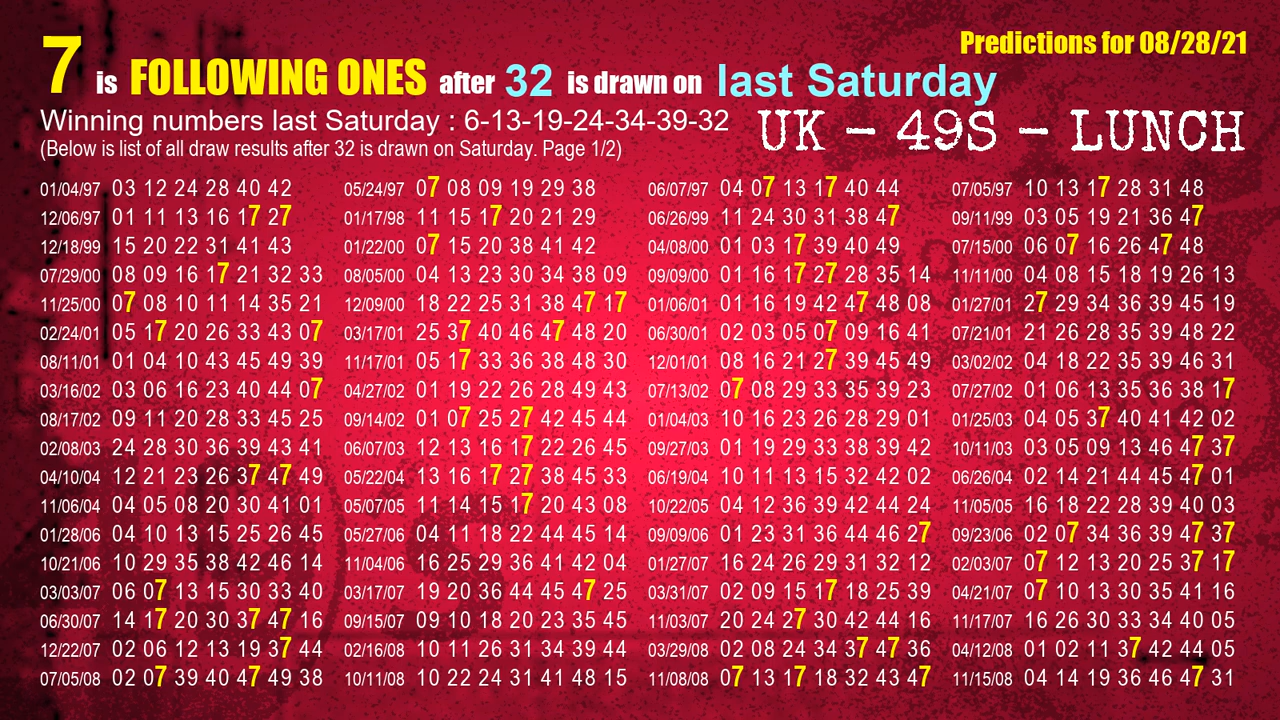 Predictions for 08/28/21
7 is FOLLOWING ONES after 32 is drawn on last Saturday
Winning numbers last Saturday : 6-13-19-24-34-39-32
UK - 49S - LUNCH
(Below is list of all draw results after 32 is drawn on Saturday. Page 1/2)
01/04/97 03 12 24 28 40 42 05/24/97 07 08 09 19 29 38 06/07/97 04 07 13 17 40 44 07/05/97 10 13 17 28 31 48
12/06/97 01 11 13 16 17 27 01/17/98 11 15 17 20 21 29 06/26/99 11 24 30 31 38 47 09/11/99 03 05 19 21 36 47
12/18/99 15 20 22 31 41 43 01/22/00 07 15 20 38 41 42 04/08/00 01 03 17 39 40 49 07/15/00 06 07 16 26 47 48
07/29/00 08 09 16 17 21 32 33 08/05/00 04 13 23 30 34 38 09 09/09/00 01 16 17 27 28 35 14 11/11/00 04 08 15 18 19 26 13
11/25/00 07 08 10 11 14 35 21 12/09/00 18 22 25 31 38 47 17 01/06/01 01 16 19 42 47 48 08 01/27/01 27 29 34 36 39 45 19
02/24/01 05 17 20 26 33 43 07 03/17/01 25 37 40 46 47 48 20 06/30/01 02 03 05 07 09 16 41 07/21/01 21 26 28 35 39 48 22
08/11/01 01 04 10 43 45 49 39 11/17/01 05 17 33 36 38 48 30 12/01/01 08 16 21 27 39 45 49 03/02/02 04 18 22 35 39 46 31
03/16/02 03 06 16 23 40 44 07 04/27/02 01 19 22 26 28 49 43 07/13/02 07 08 29 33 35 39 23 07/27/02 01 06 13 35 36 38 17
08/17/02 09 11 20 28 33 45 25 09/14/02 01 07 25 27 42 45 44 01/04/03 10 16 23 26 28 29 01 01/25/03 04 05 37 40 41 42 02
02/08/03 24 28 30 36 39 43 41 06/07/03 12 13 16 17 22 26 45 09/27/03 01 19 29 33 38 39 42 10/11/03 03 05 09 13 46 47 37
04/10/04 12 21 23 26 37 47 49 05/22/04 13 16 17 27 38 45 33 06/19/04 10 11 13 15 32 42 02 06/26/04 02 14 21 44 45 47 01
11/06/04 04 05 08 20 30 41 01 05/07/05 11 14 15 17 20 43 08 10/22/05 04 12 36 39 42 44 24 11/05/05 16 18 22 28 39 40 03
01/28/06 04 10 13 15 25 26 45 05/27/06 04 11 18 22 44 45 14 09/09/06 01 23 31 36 44 46 27 09/23/06 02 07 34 36 39 47 37
10/21/06 10 29 35 38 42 46 14 11/04/06 16 25 29 36 41 42 04 01/27/07 16 24 26 29 31 32 12 02/03/07 07 12 13 20 25 37 17
03/03/07 06 07 13 15 30 33 40 03/17/07 19 20 36 44 45 47 25 03/31/07 02 09 15 17 18 25 39 04/21/07 07 10 13 30 35 41 16
06/30/07 14 17 20 30 37 47 16 09/15/07 09 10 18 20 23 35 45 11/03/07 20 24 27 30 42 44 16 11/17/07 16 26 30 33 34 40 05
12/22/07 02 06 12 13 19 37 44 02/16/08 10 11 26 31 34 39 44 03/29/08 02 08 24 34 37 47 36 04/12/08 01 02 11 37 42 44 05
07/05/08 02 07 39 40 47 49 38 10/11/08 10 22 24 31 41 48 15 11/08/08 07 13 17 18 32 43 47 11/15/08 04 14 19 36 46 47 31